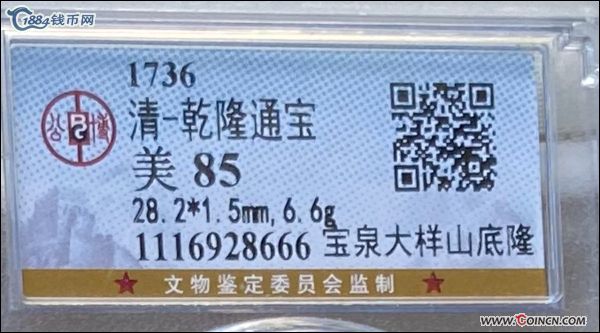 1884钱币网
1736
清-乾隆通宝
公博
美 85
28.2*1.5mm, 6.6g
1116928666 宝泉大样山底隆
文物鉴定委员会监制
www.COINCN.com